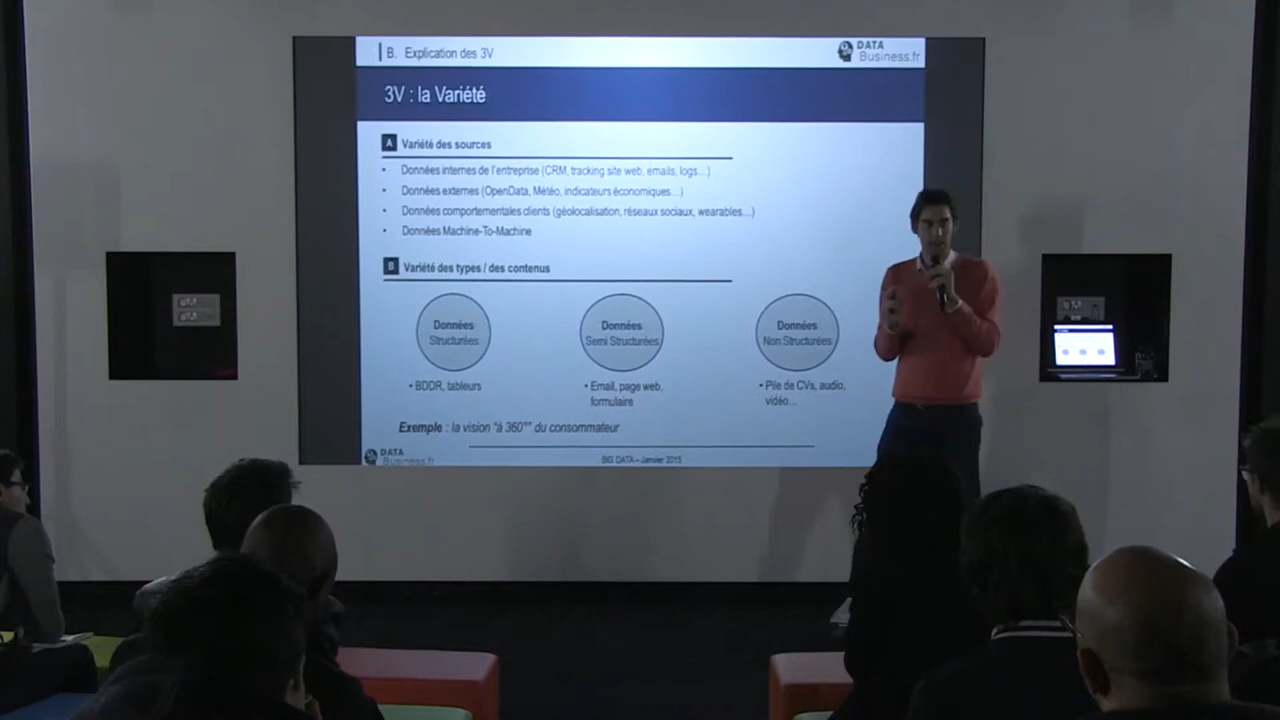 B. Explication des 3V
DATA
Business.fr
3V : la Variété
A Variété des sources
• Données internes de l'entreprise (CRM, tracking site web, emails, logs…)
• Données externes (OpenData, Météo, indicateurs économiques…)
• Données comportementales clients (géolocalisation, réseaux sociaux, wearables…)
• Données Machine-To-Machine
B Variété des types / des contenus
Données
Structurées
Données
Semi Structurées
Données
Non Structurées
• BDDR, tableurs
• Email, page web,
formulaire
• Pile de CVs, audio,
vidéo…
Exemple : la vision "à 360°" du consommateur
DATA
Business.fr
BIG DATA – Janvier 2015